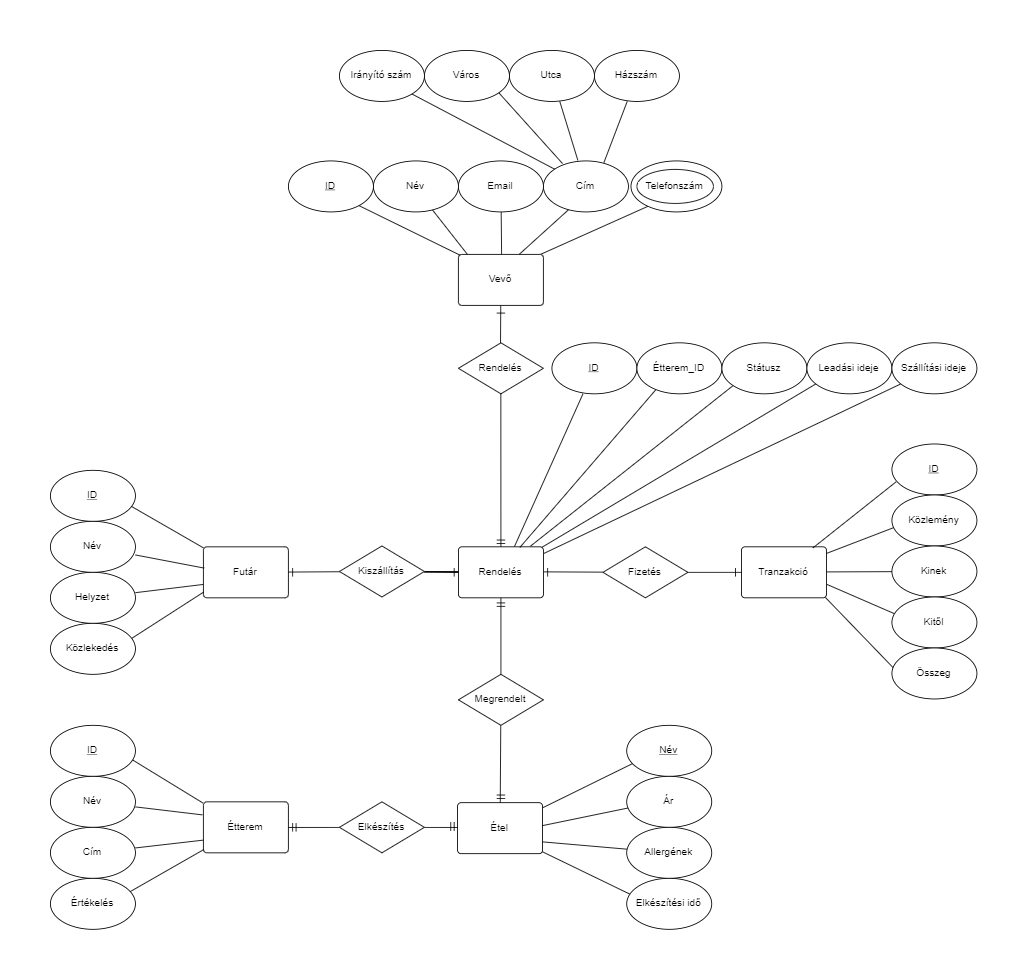 Irányító szám
Város
Utca
Házszám
ID
Név
Email
Cím
Telefonszám
Vevő
Rendelés
ID
Étterem_ID
Státusz
Leadási ideje
Szállítási ideje
ID
Név
Helyzet
Közlekedés
Futár
Kiszállítás
Rendelés
Fizetés
Tranzakció
ID
Közlemény
Kinek
Kitől
Összeg
Megrendelt
ID
Név
Cím
Értékelés
Étterem
Elkészítés
Étel
Név
Ár
Allergének
Elkészítési idő